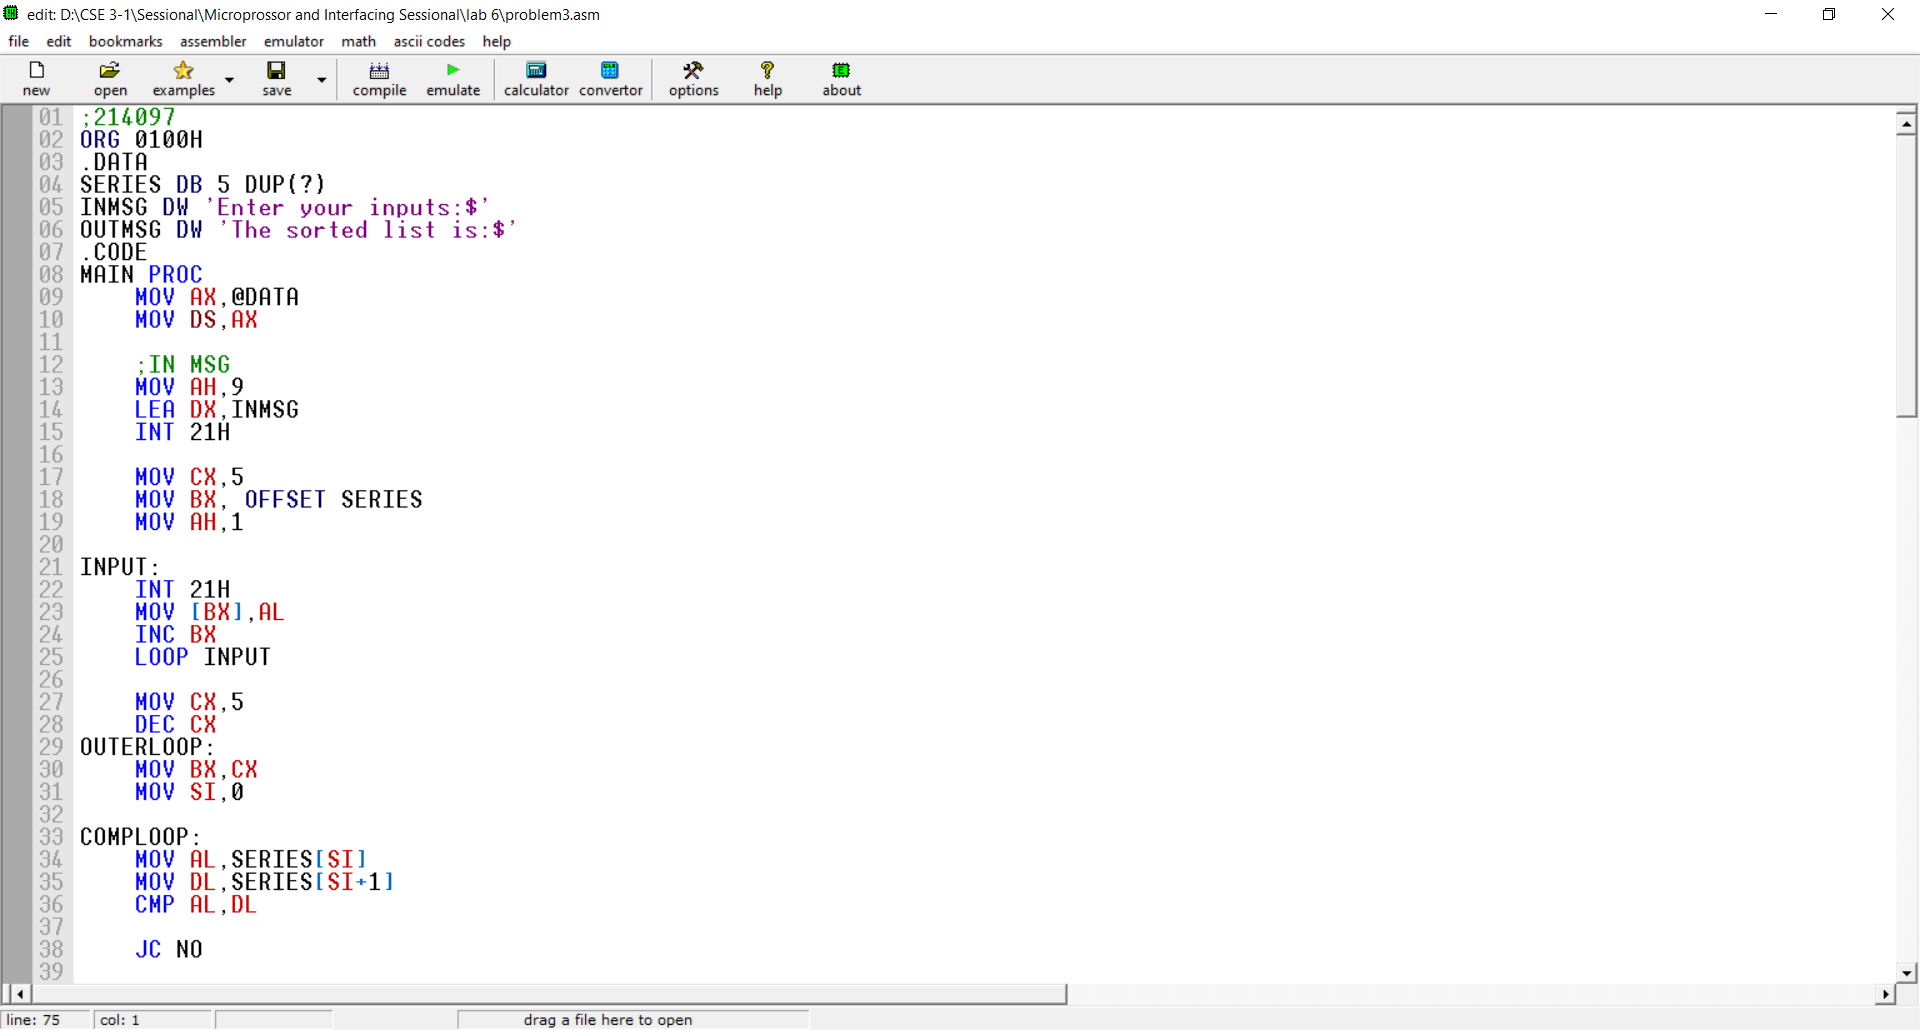 edit: D:\CSE 3-1\Sessional\Microprossor and Interfacing Sessional\lab 6\problem3.asm
file edit bookmarks assembler emulator math ascii codes help
new open examples save compile emulate calculator convertor options help about
01 ;214097
02 ORG 0100H
03 .DATA
04 SERIES DB 5 DUP(?)
05 INMSG DW 'Enter your inputs:$'
06 OUTMSG DW 'The sorted list is:$'
07 .CODE
08 MAIN PROC
09     MOV AX,@DATA
10     MOV DS,AX
11
12     ;IN MSG
13     MOV AH,9
14     LEA DX,INMSG
15     INT 21H
16
17     MOV CX,5
18     MOV BX, OFFSET SERIES
19     MOV AH,1
20
21 INPUT:
22     INT 21H
23     MOV [BX],AL
24     INC BX
25     LOOP INPUT
26
27     MOV CX,5
28     DEC CX
29 OUTERLOOP:
30     MOV BX,CX
31     MOV SI,0
32
33 COMPLOOP:
34     MOV AL,SERIES[SI]
35     MOV DL,SERIES[SI+1]
36     CMP AL,DL
37
38     JC NO
39
line: 75 col: 1 drag a file here to open